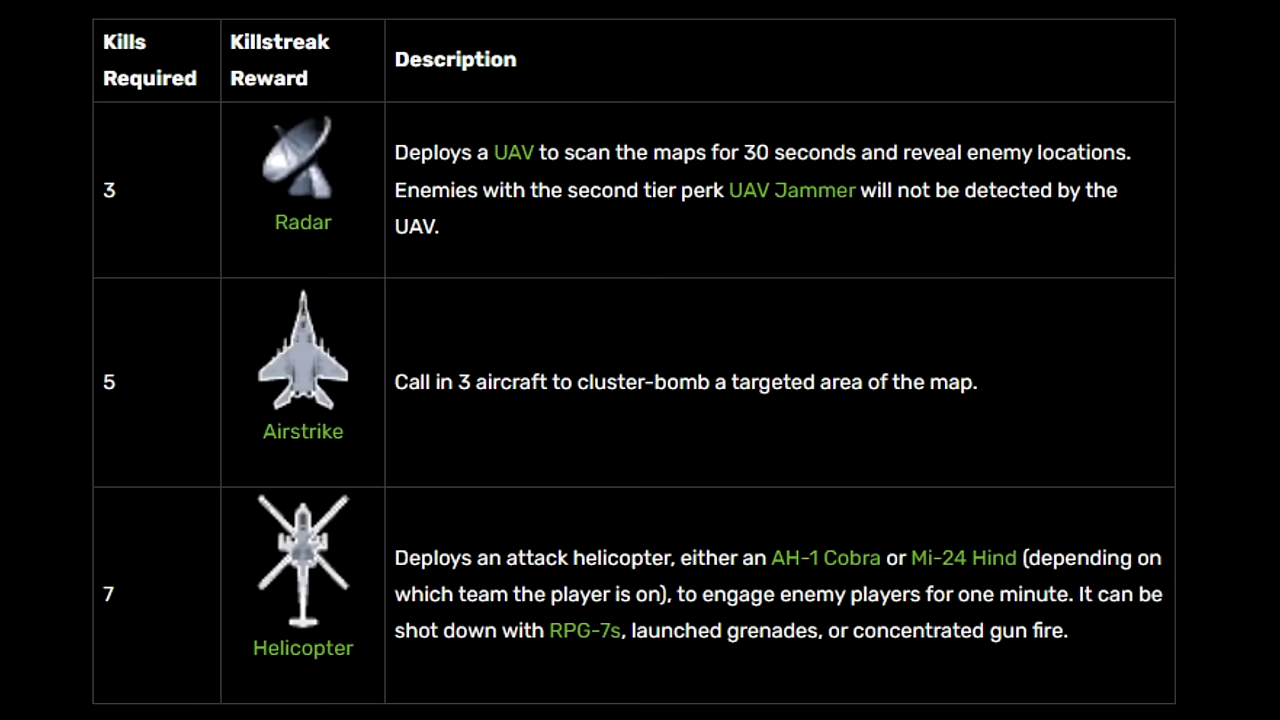 Kills
Required
Killstreak
Reward
Description
3
Radar
Deploys a UAV to scan the maps for 30 seconds and reveal enemy locations.
Enemies with the second tier perk UAV Jammer will not be detected by the
UAV.
5
Airstrike
Call in 3 aircraft to cluster-bomb a targeted area of the map.
7
Helicopter
Deploys an attack helicopter, either an AH-1 Cobra or Mi-24 Hind (depending on
which team the player is on), to engage enemy players for one minute. It can be
shot down with RPG-7s, launched grenades, or concentrated gun fire.